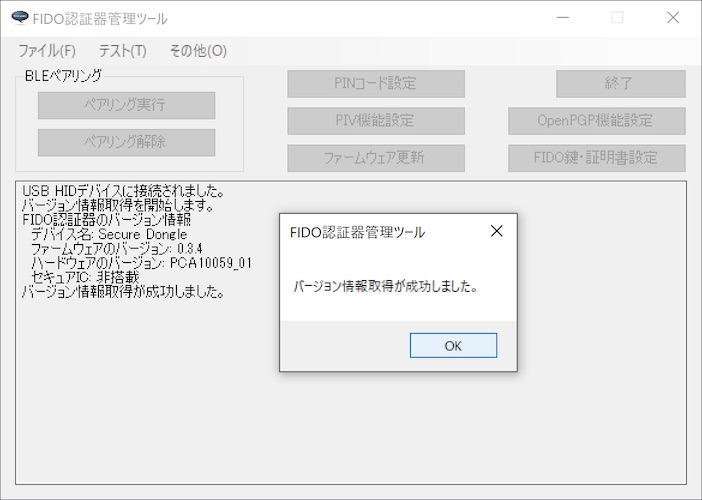 FIDO認証器管理ツール
ファイル(F) テスト(T) その他(O)
BLEペアリング
ペアリング実行
ペアリング解除
PINコード設定
終了
PIV機能設定
OpenPGP機能設定
ファームウェア更新
FIDO鍵・証明書設定
USB HIDデバイスに接続されました。
バージョン情報取得を開始します。
FIDO認証器のバージョン情報
デバイス名: Secure Dongle
ファームウェアのバージョン: 0.3.4
ハードウェアのバージョン: PCA10059_01
セキュアIC: 非搭載
バージョン情報取得が成功しました。
FIDO認証器管理ツール
バージョン情報取得が成功しました。
OK